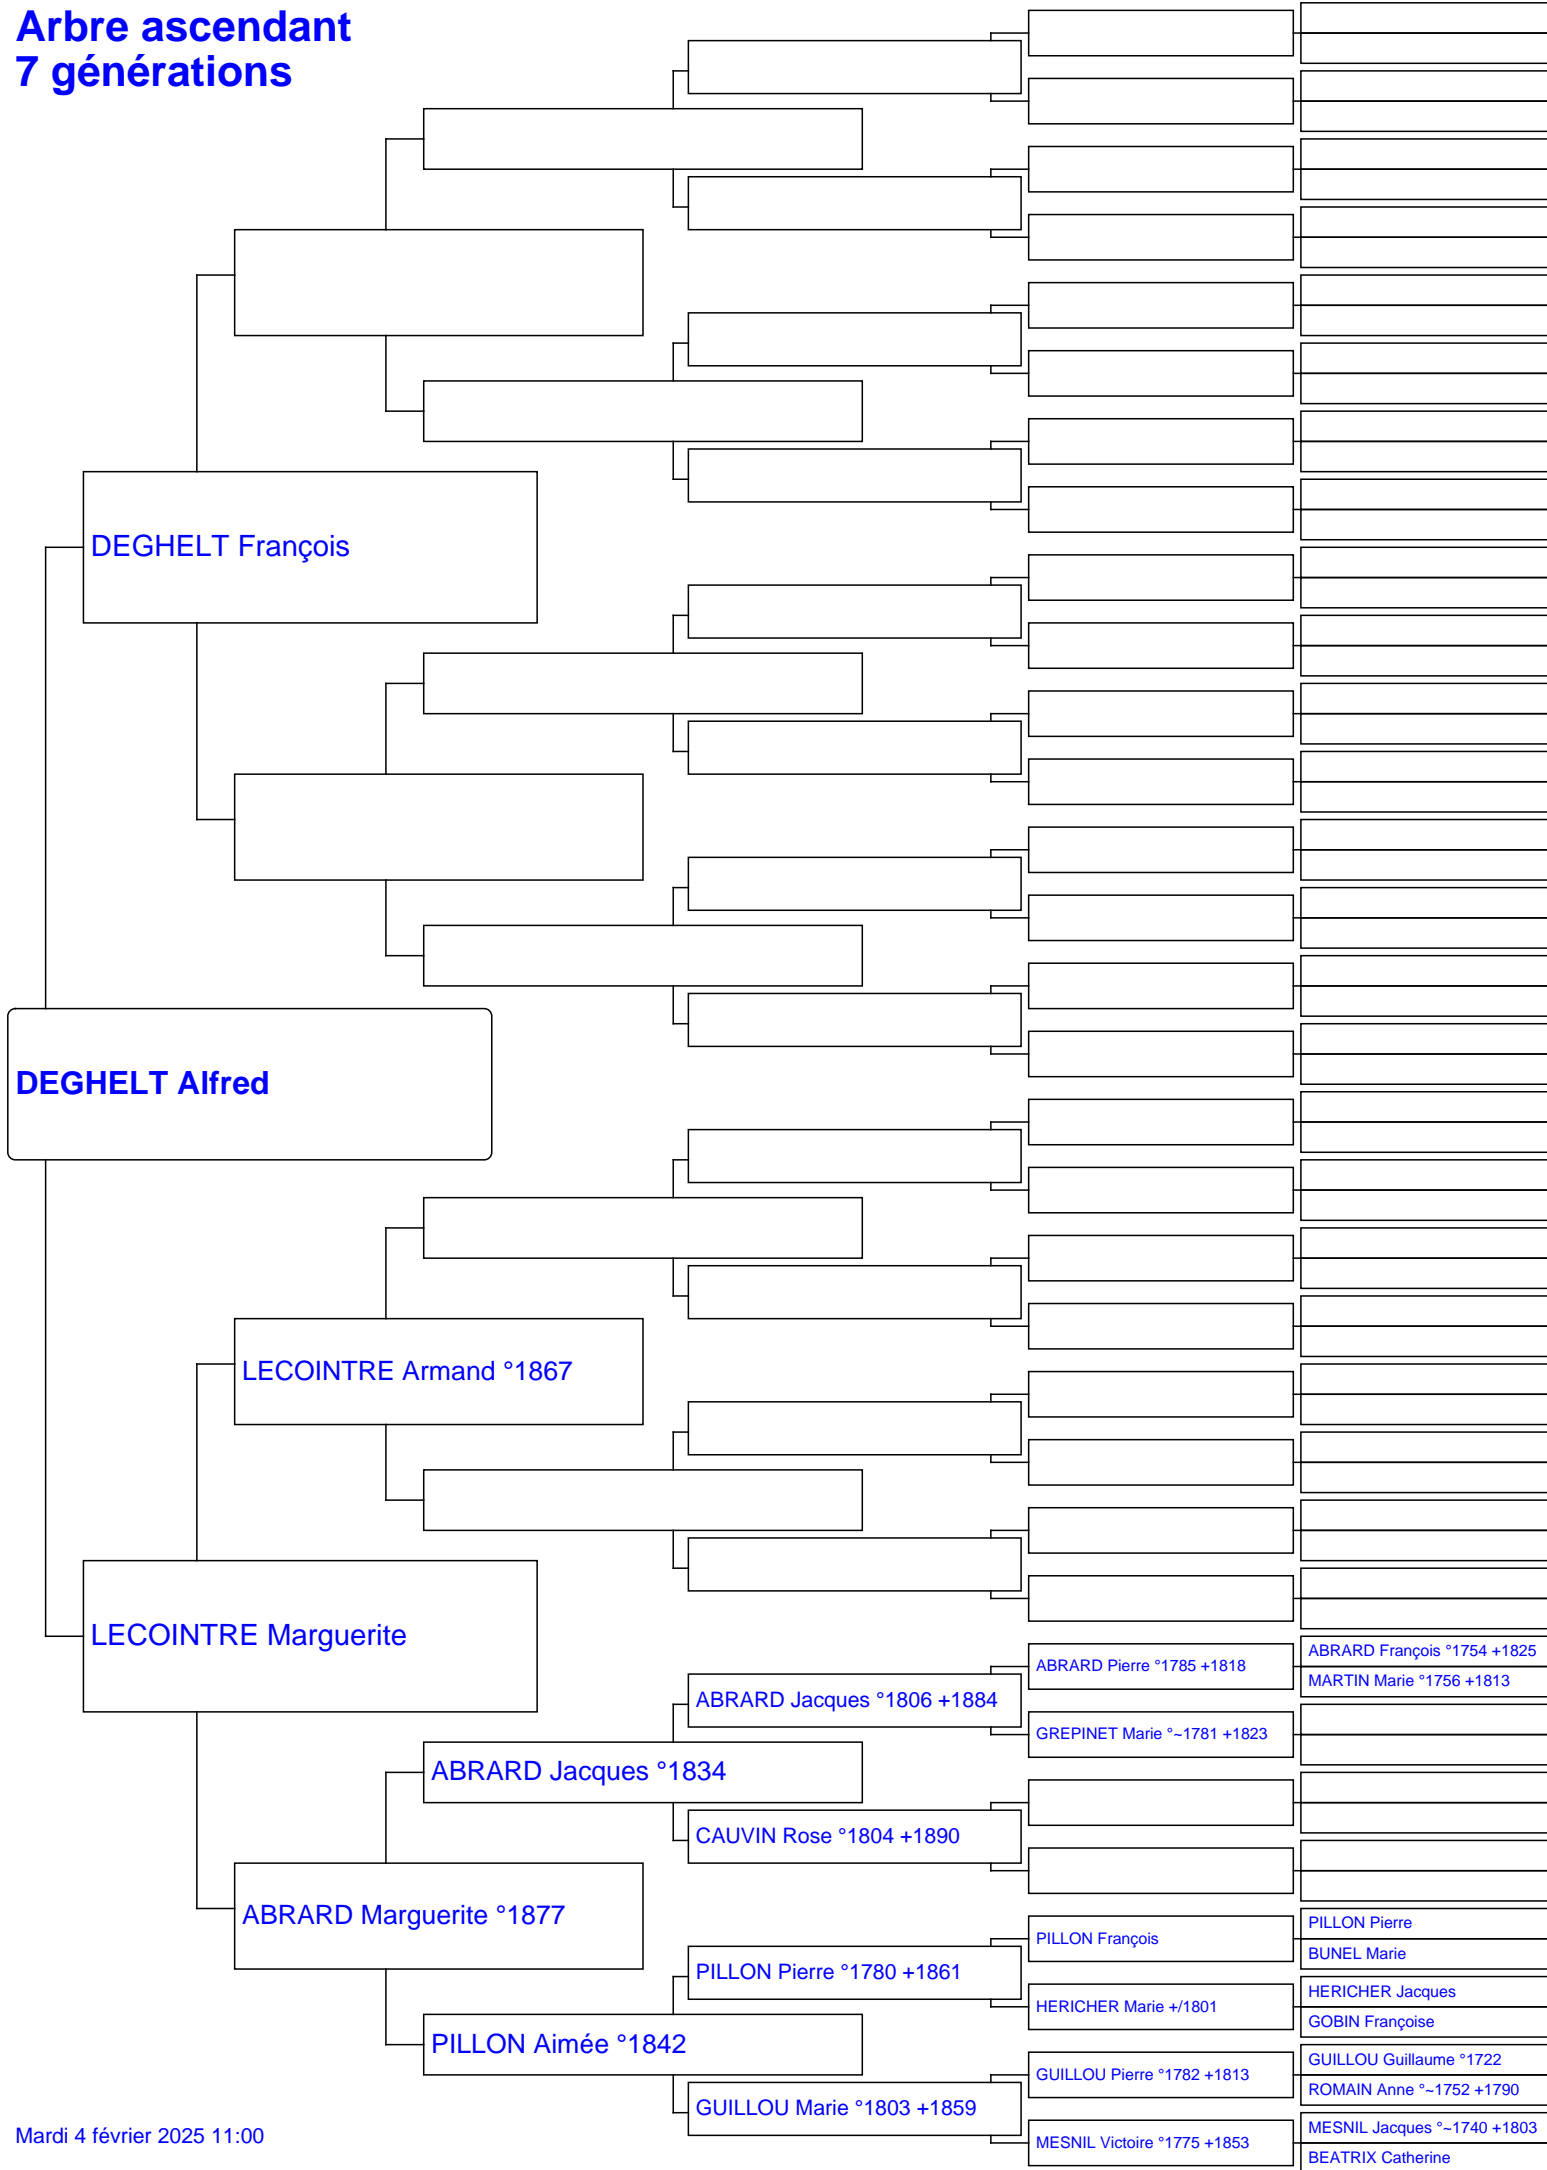 Arbre ascendant
7 générations
DEGHELT François
DEGHELT Alfred
LECOINTRE Armand °1867
LECOINTRE Marguerite
ABRARD François °1754 +1825
ABRARD Pierre °1785 +1818
MARTIN Marie °1756 +1813
ABRARD Jacques °1806 +1884
GREPINET Marie °~1781 +1823
ABRARD Jacques °1834
CAUVIN Rose °1804 +1890
ABRARD Marguerite °1877
PILLON Pierre
PILLON François
BUNEL Marie
PILLON Pierre °1780 +1861
HERICHER Jacques
HERICHER Marie +/1801
GOBIN Françoise
PILLON Aimée °1842
GUILLOU Guillaume °1722
GUILLOU Pierre °1782 +1813
ROMAIN Anne °~1752 +1790
GUILLOU Marie °1803 +1859
MESNIL Jacques °~1740 +1803
MESNIL Victoire °1775 +1853
BEATRIX Catherine
Mardi 4 février 2025 11:00